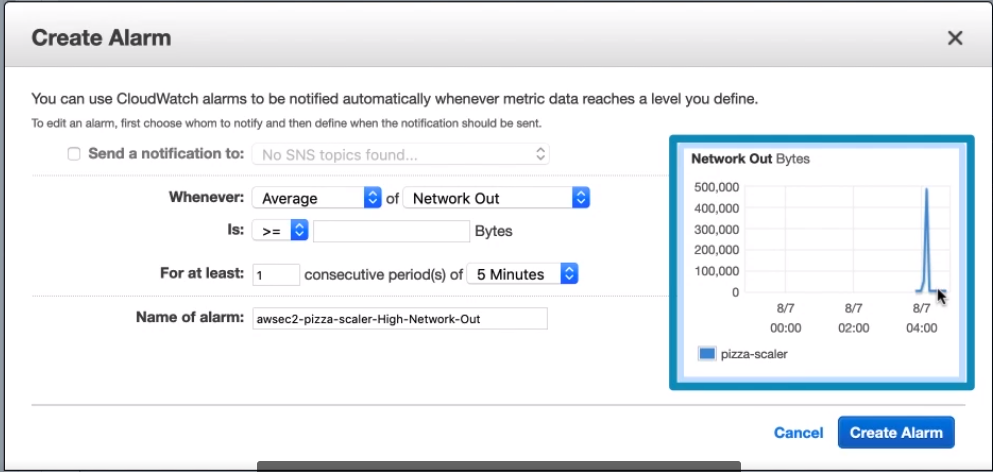 Create Alarm
You can use CloudWatch alarms to be notified automatically whenever metric data reaches a level you define.
To edit an alarm, first choose whom to notify and then define when the notification should be sent.
Send a notification to: No SNS topics found...
Whenever: Average of Network Out
Is: >= Bytes
For at least: 1 consecutive period(s) of 5 Minutes
Name of alarm: awsec2-pizza-scaler-High-Network-Out
Network Out Bytes
500,000
400,000
300,000
200,000
100,000
0
8/7 8/7 8/7
00:00 02:00 04:00
pizza-scaler
Cancel Create Alarm